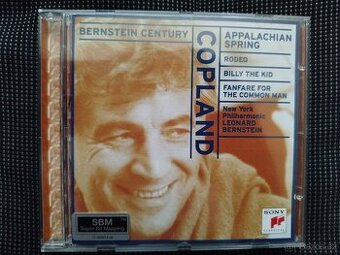 BERNSTEIN CENTURY
COPLAND
APPALACHIAN
SPRING
RODEO
BILLY THE KID
FANFARE FOR
THE COMMON MAN
New York
Philharmonic
LEONARD
BERNSTEIN
SBM
Super Bit Mapping
SONY